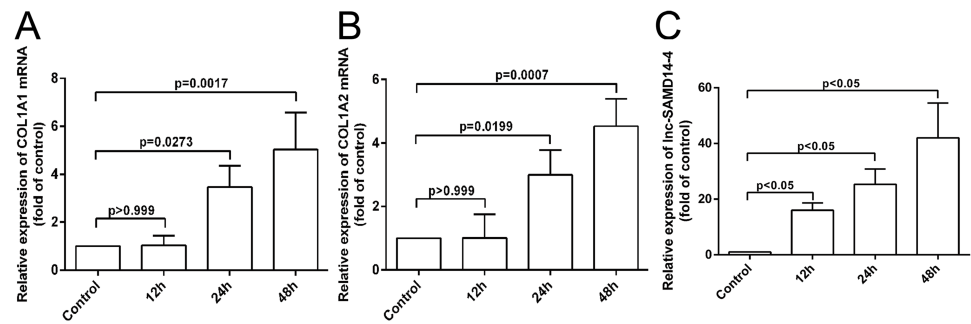 A
Relative expression of COL1A1 mRNA
(fold of control)
8
6
4
2
0
p=0.0017
p=0.0273
p>0.999
Control
12h
24h
48h
B
Relative expression of COL1A2 mRNA
(fold of control)
6
4
2
0
p=0.0007
p=0.0199
p>0.999
Control
12h
24h
48h
C
Relative expression of lnc-SAMD14-4
(fold of control)
60
40
20
0
p<0.05
p<0.05
p<0.05
Control
12h
24h
48h